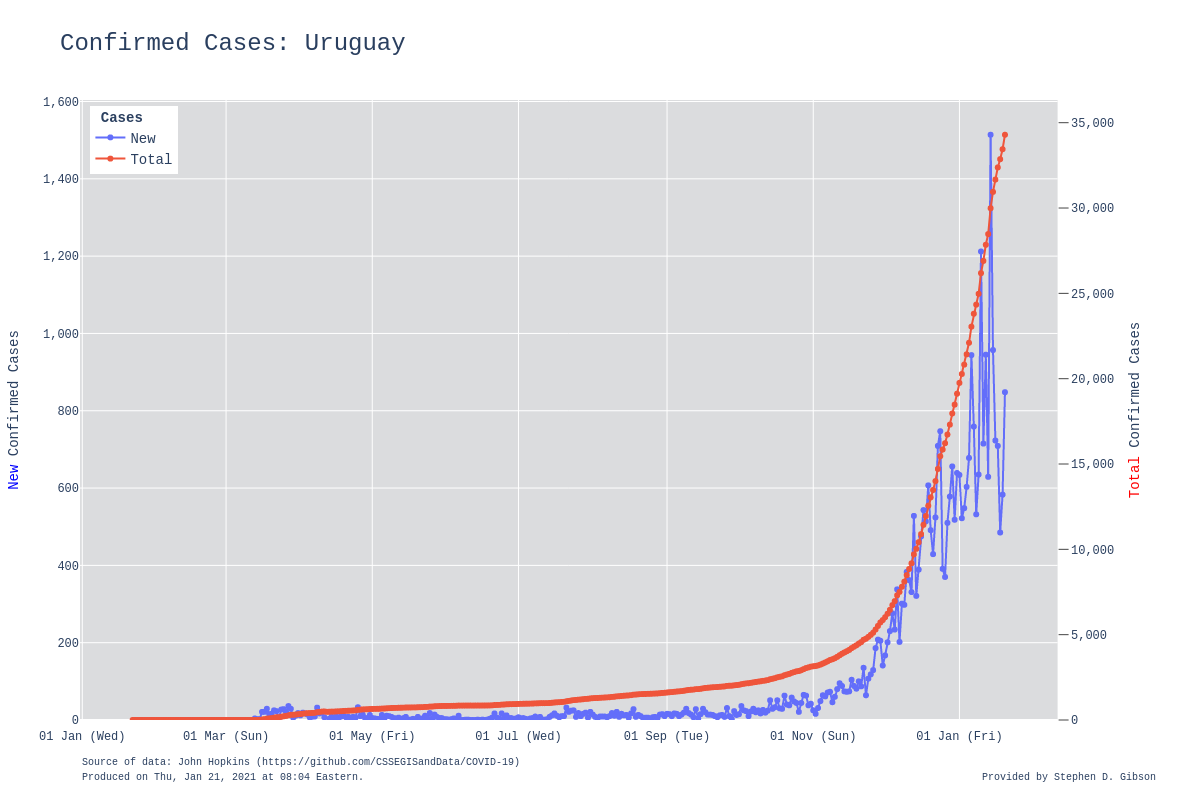 Confirmed Cases: Uruguay
Cases
New
Total
1,600
1,400
1,200
1,000
800
600
400
200
0
New Confirmed Cases
35,000
30,000
25,000
20,000
15,000
10,000
5,000
0
Total Confirmed Cases
01 Jan (Wed)
01 Mar (Sun)
01 May (Fri)
01 Jul (Wed)
01 Sep (Tue)
01 Nov (Sun)
01 Jan (Fri)
Source of data: John Hopkins (https://github.com/CSSEGISandData/COVID-19)
Produced on Thu, Jan 21, 2021 at 08:04 Eastern.
Provided by Stephen D. Gibson